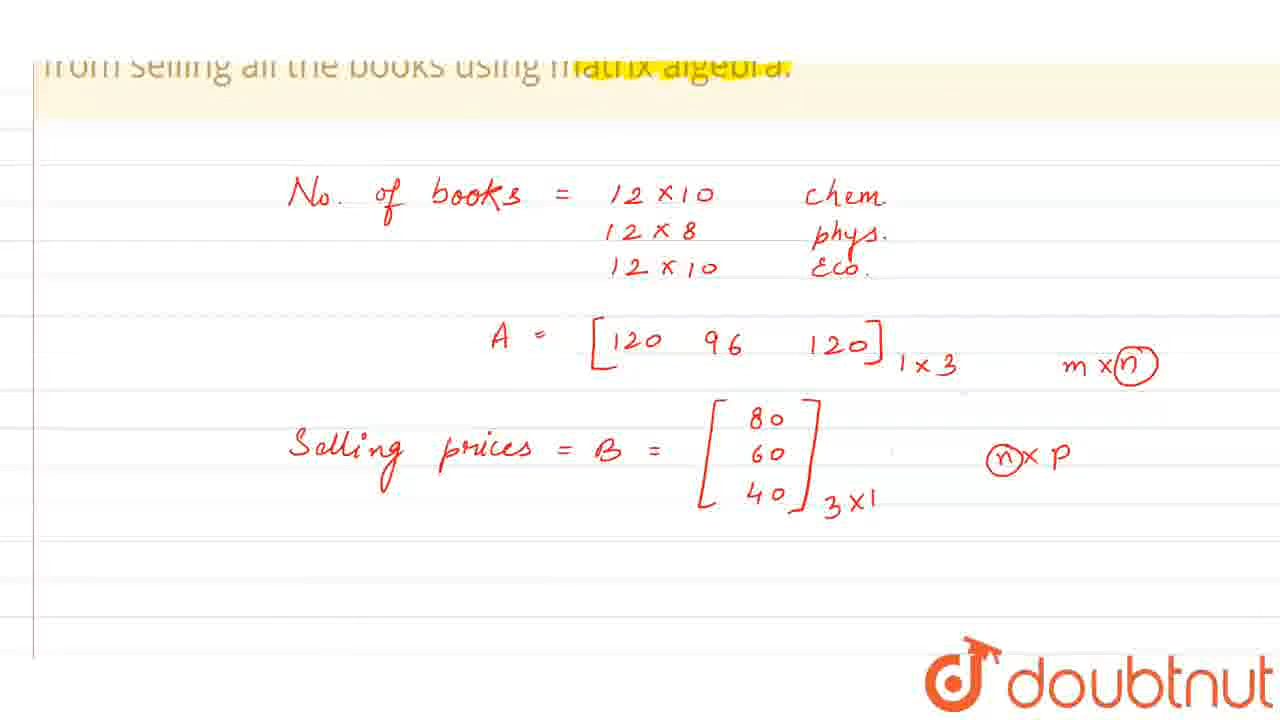 from selling all the books using matrix algebra.
No. of books = 12 × 10 chem
12 × 8 phys.
12 × 10 Eco.
A = [120 96 120] 1 × 3 m × n
Selling prices = B = [80
60
40] 3 × 1 n × p
doubtnut